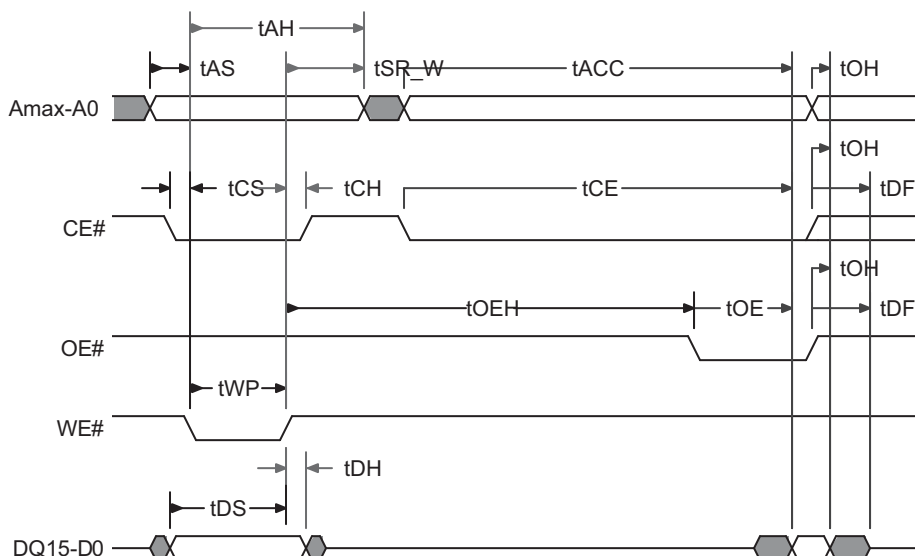 tAH
tAS tSR_W tACC tOH
Amax-A0
tOH
tCS tCH tCE tDF
CE#
tOH
tOEH tOE tDF
OE#
tWP
WE#
tDH
tDS
DQ15-D0